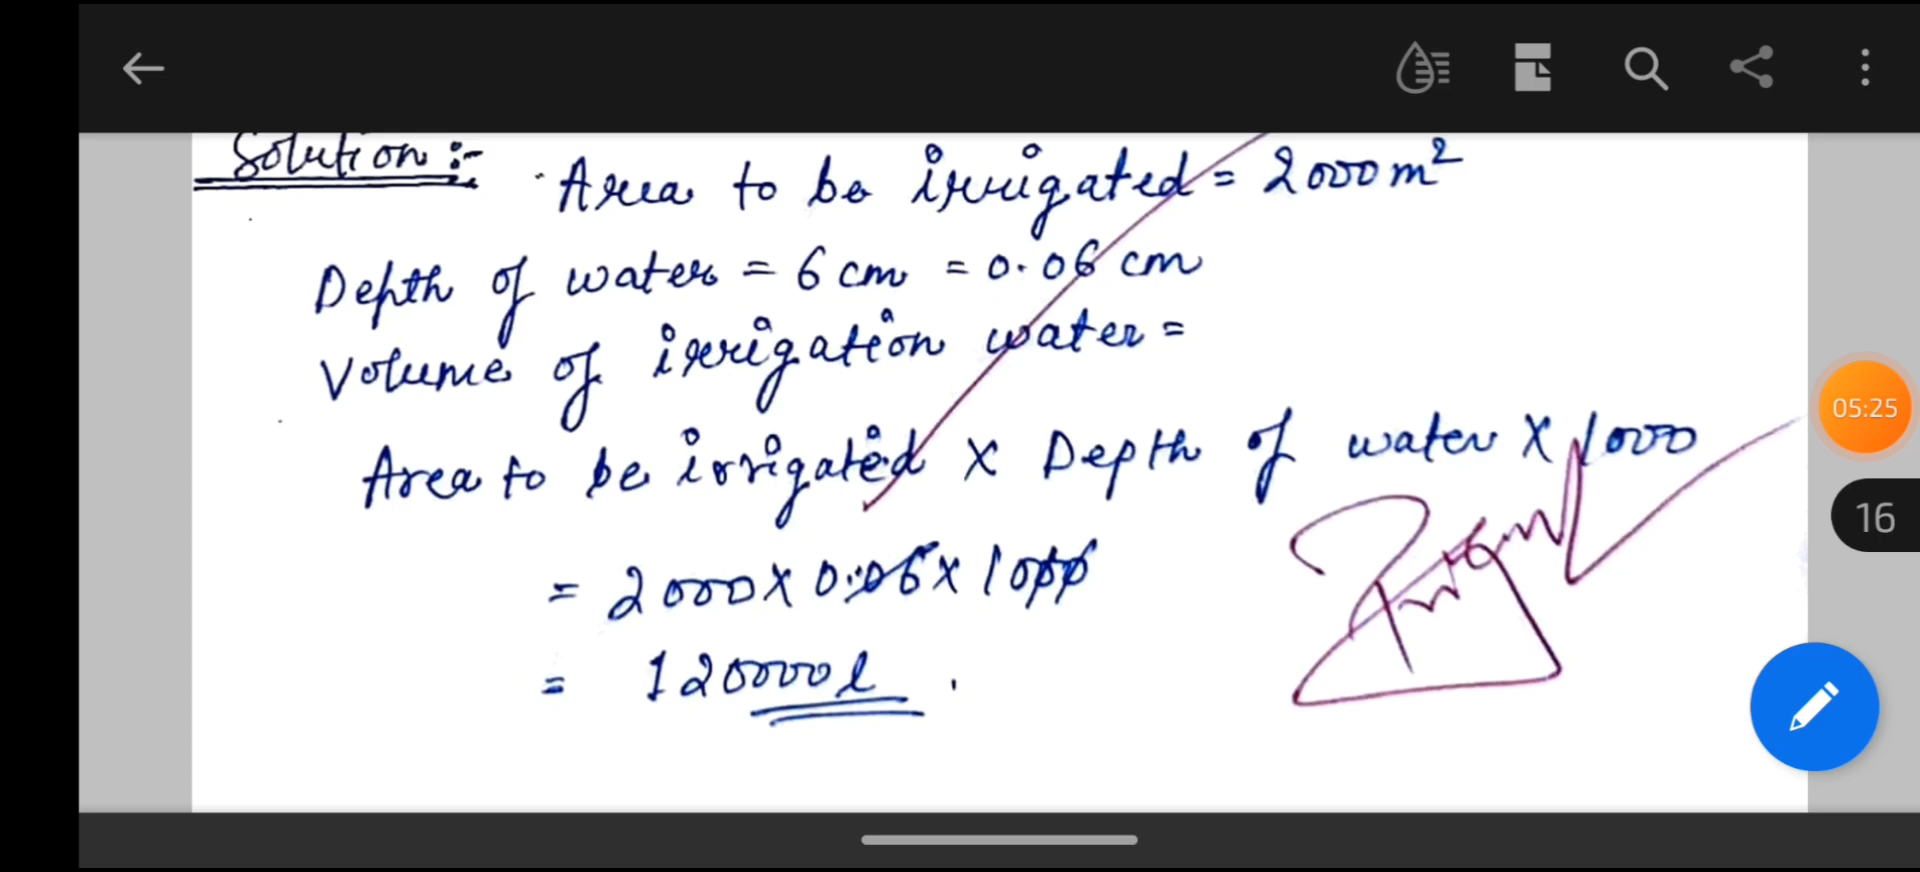 Solution :-
Area to be irrigated = 2000 m²
Depth of water = 6 cm = 0.06 cm
Volume of irrigation water =
Area to be irrigated X Depth of water X 1000
= 2000 X 0.06 X 1000
= 120000 l
05:25
16